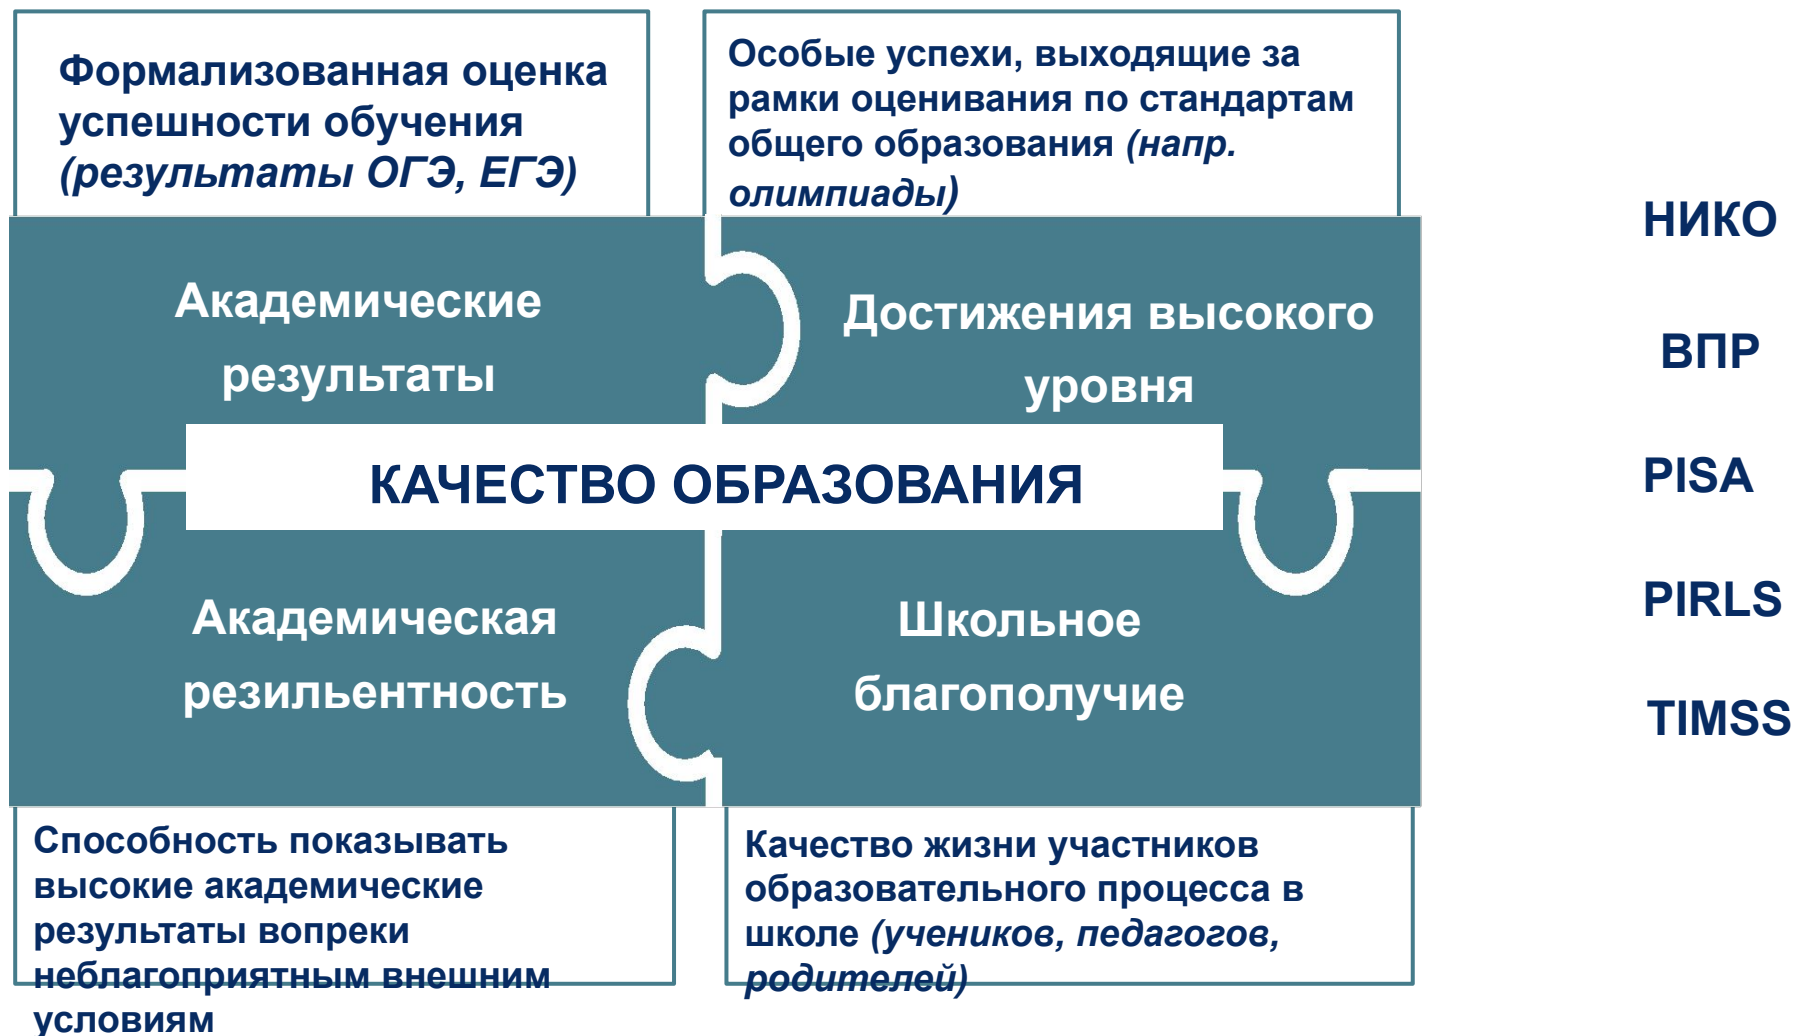 Формализованная оценка
успешности обучения
(результаты ОГЭ, ЕГЭ)
Особые успехи, выходящие за
рамки оценивания по стандартам
общего образования (напр.
олимпиады)
Академические
результаты
Достижения высокого
уровня
КАЧЕСТВО ОБРАЗОВАНИЯ
Академическая
резильентность
Школьное
благополучие
Способность показывать
высокие академические
результаты вопреки
неблагоприятным внешним
условиям
Качество жизни участников
образовательного процесса в
школе (учеников, педагогов,
родителей)
НИКО
ВПР
PISA
PIRLS
TIMSS